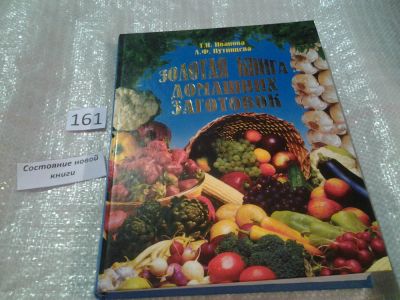 Т.Н. Иванова
Л.Ф. Путинцева
ЗОЛОТАЯ КНИГА
ДОМАШНИХ
ЗАГОТОВОК
161
Состояние новой
книги